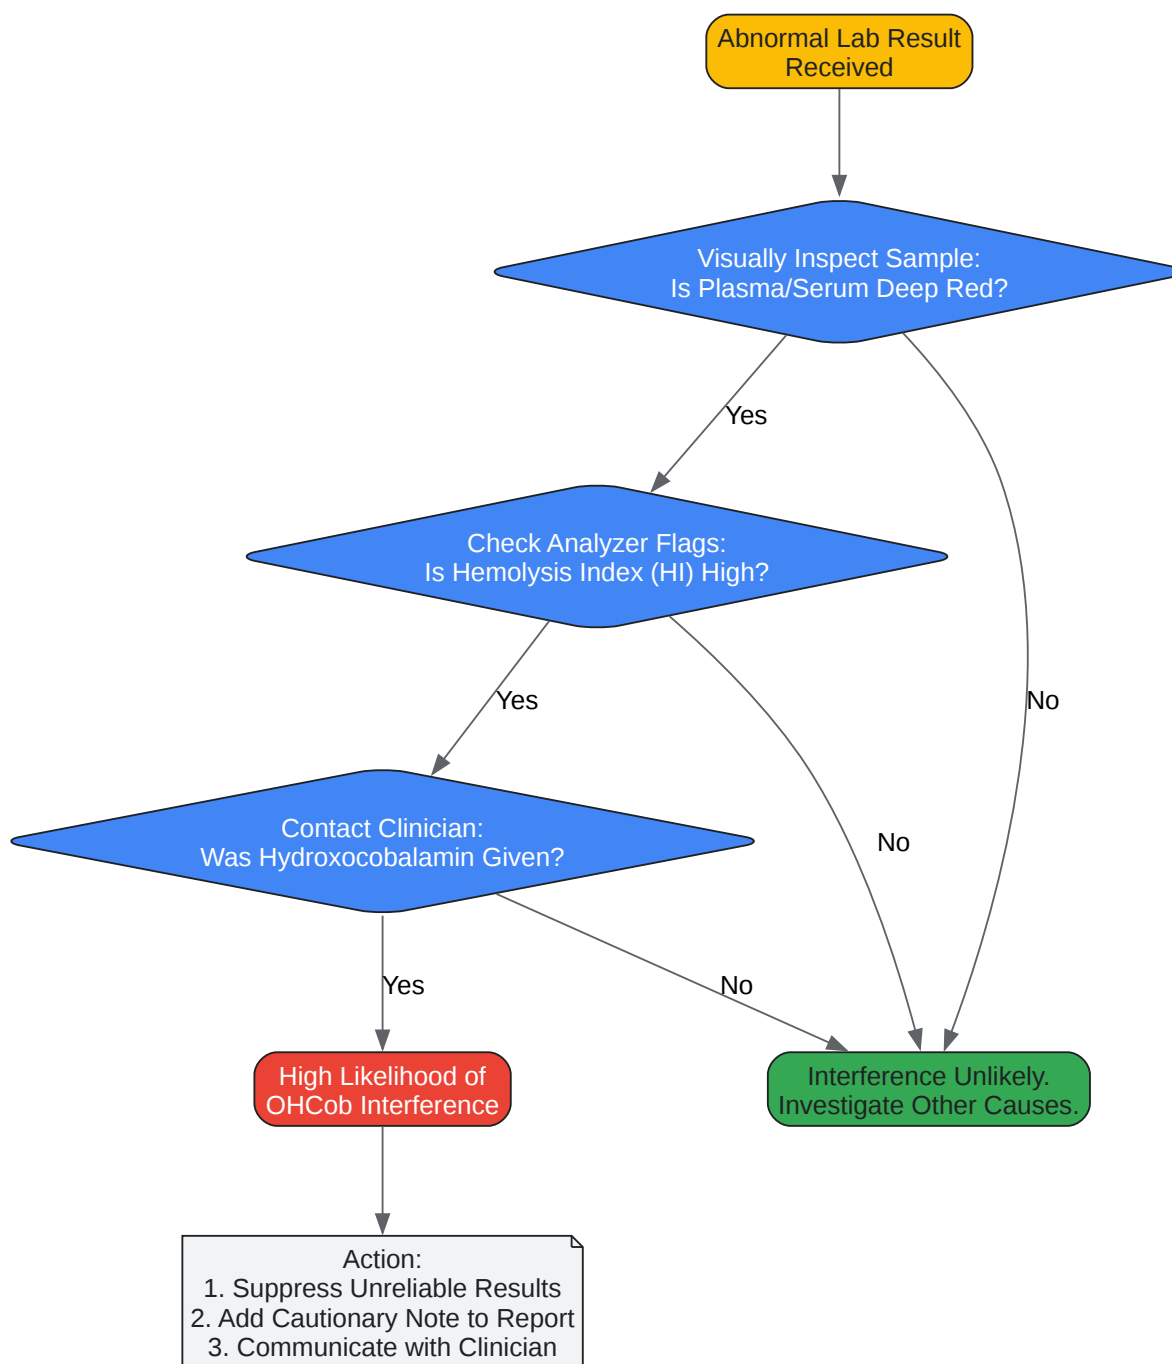 Abnormal Lab Result
Received
Visually Inspect Sample:
Is Plasma/Serum Deep Red?
Yes
Check Analyzer Flags:
Is Hemolysis Index (HI) High?
Yes
No
Contact Clinician:
Was Hydroxocobalamin Given?
No
Yes
No
High Likelihood of
OHCob Interference
Interference Unlikely.
Investigate Other Causes.
Action:
1. Suppress Unreliable Results
2. Add Cautionary Note to Report
3. Communicate with Clinician